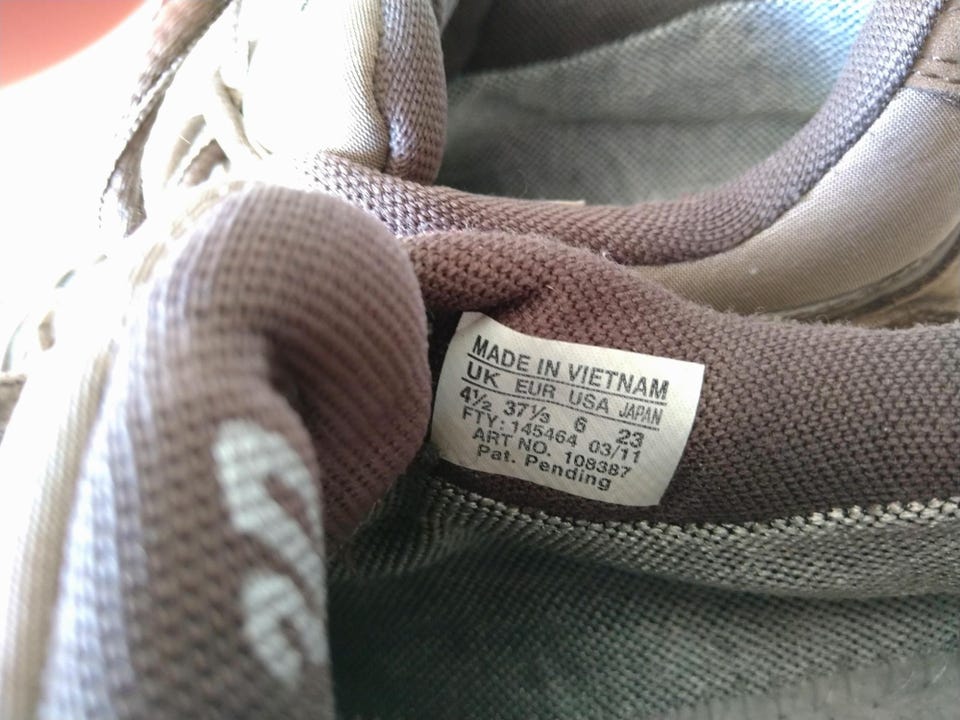 MADE IN VIETNAM
UK EUR USA JAPAN
4½ 37⅓ 6 23
FTY: 145464 03/11
ART NO. 108387
Pat. Pending